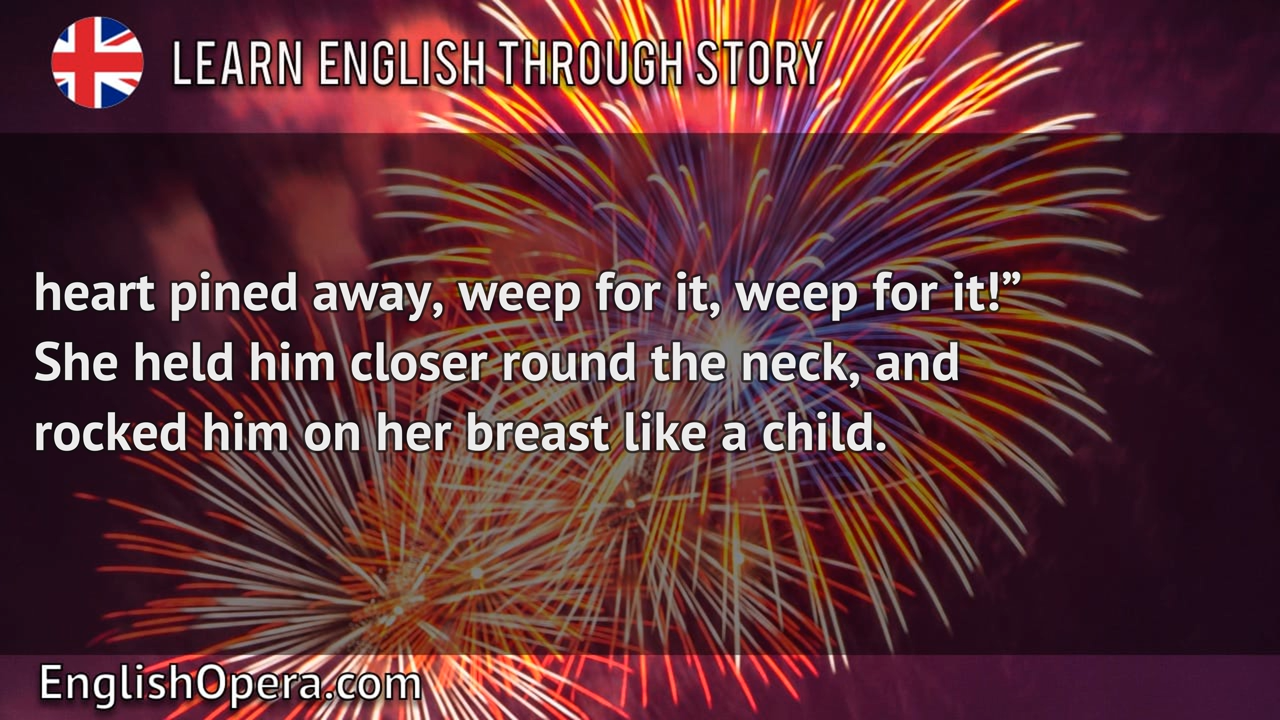 LEARN ENGLISH THROUGH STORY
heart pined away, weep for it, weep for it!”
She held him closer round the neck, and
rocked him on her breast like a child.
EnglishOpera.com